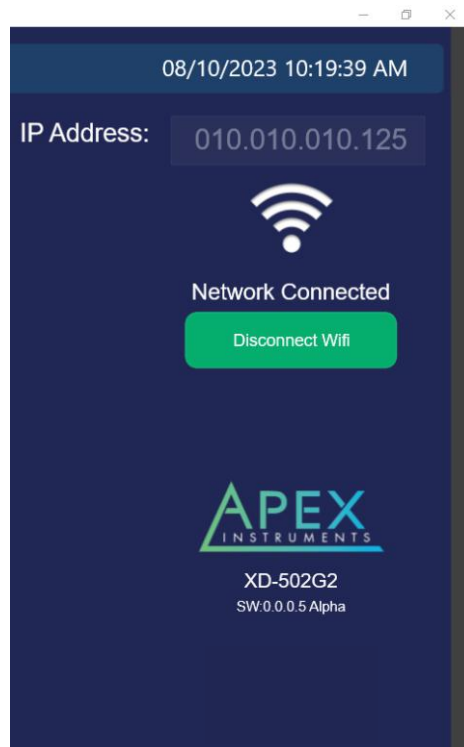 08/10/2023 10:19:39 AM
IP Address: 010.010.010.125
Network Connected
Disconnect Wifi
APEX
INSTRUMENTS
XD-502G2
SW:0.0.0.5 Alpha